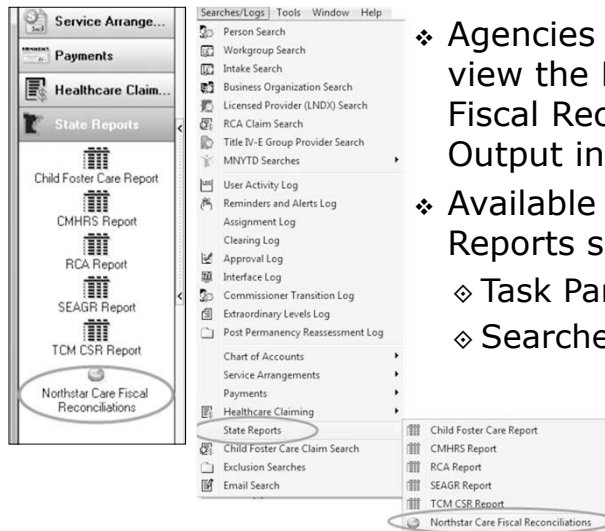 Service Arrange...
Payments
Healthcare Claim...
State Reports
Child Foster Care Report
CMHRS Report
RCA Report
SEAGR Report
TCM CSR Report
Northstar Care Fiscal
Reconciliations
Searches/Logs Tools Window Help
Person Search
Workgroup Search
Intake Search
Business Organization Search
Licensed Provider (LNDX) Search
RCA Claim Search
Title IV-E Group Provider Search
MNYTD Searches
User Activity Log
Reminders and Alerts Log
Assignment Log
Clearing Log
Approval Log
Interface Log
Commissioner Transition Log
Extraordinary Levels Log
Post Permanency Reassessment Log
Chart of Accounts
Service Arrangements
Payments
Healthcare Claiming
State Reports
Child Foster Care Claim Search
Exclusion Searches
Email Search
Child Foster Care Report
CMHRS Report
RCA Report
SEAGR Report
TCM CSR Report
Northstar Care Fiscal Reconciliations
❖ Agencies
view the
Fiscal Rec
Output in
❖ Available
Reports s
⟐ Task Pa
⟐ Searche